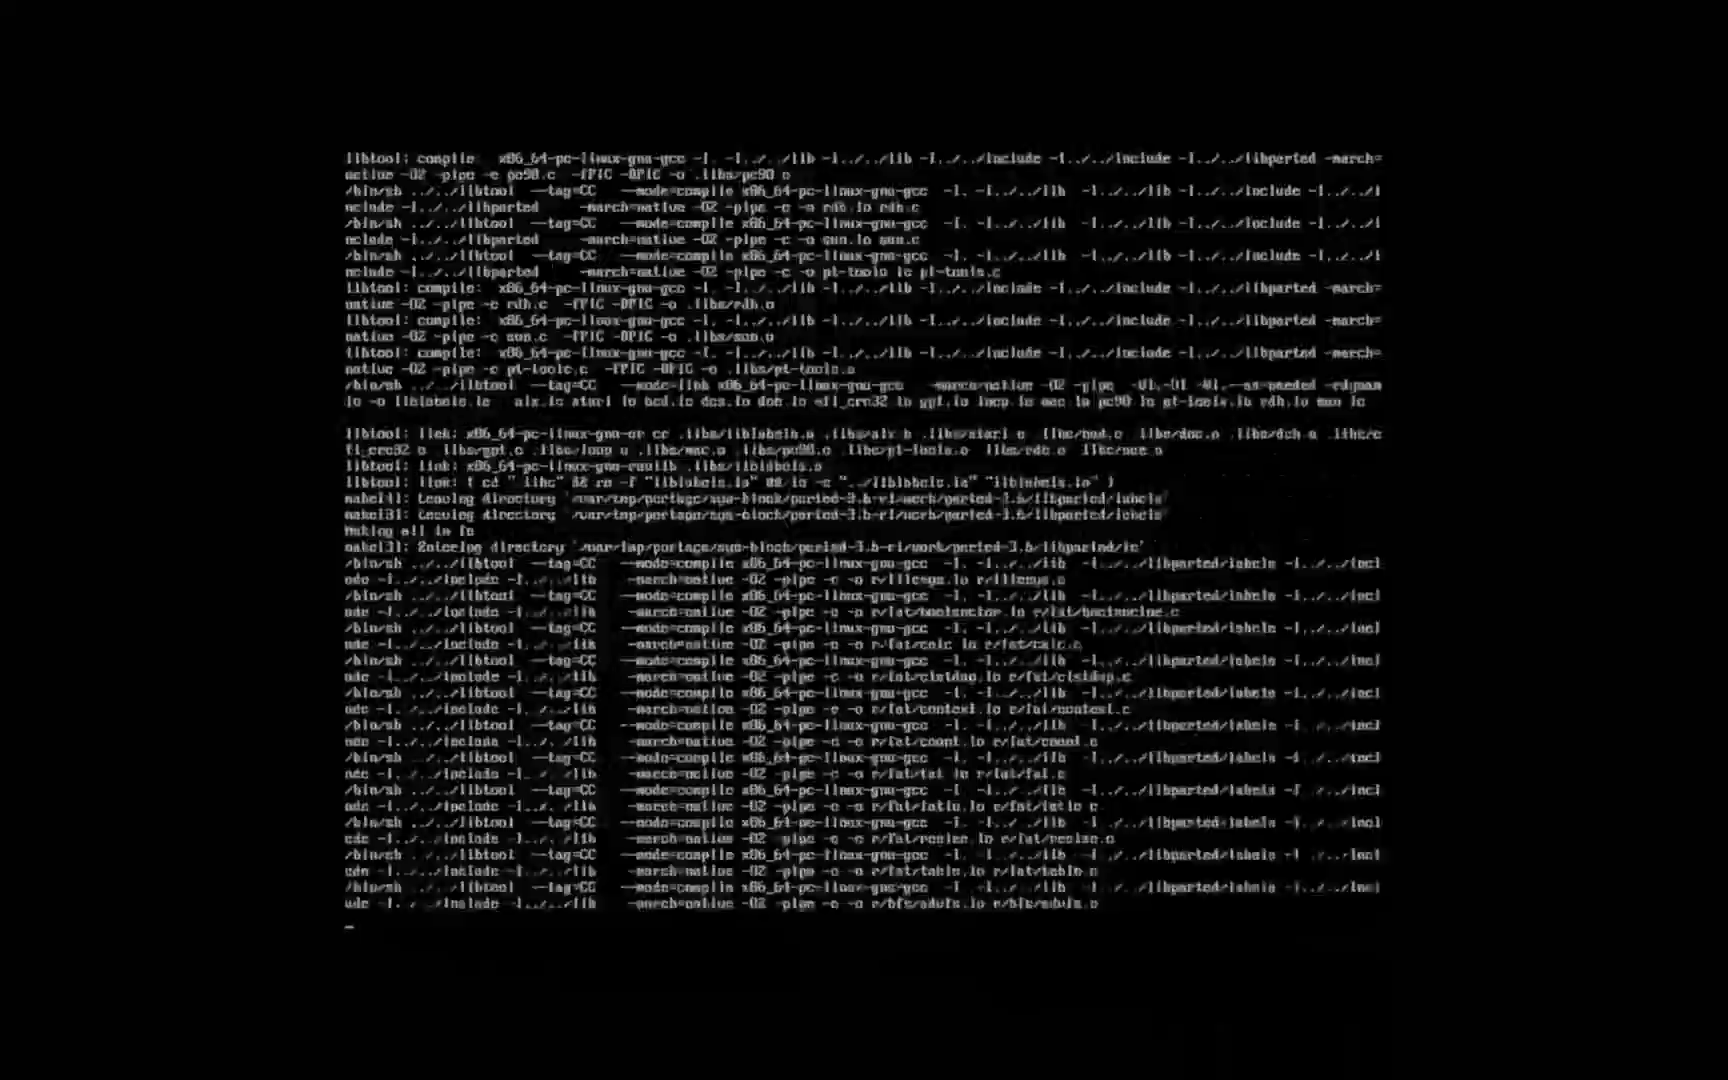 libtool: compile:  x86_64-pc-linux-gnu-gcc -I. -I../../lib -I../../lib -I../../include -I../../include -I../../libparted -march=
native -O2 -pipe -c pc98.c  -fPIC -DPIC -o .libs/pc98.o
/bin/sh ../../libtool  --tag=CC   --mode=compile x86_64-pc-linux-gnu-gcc  -I. -I../../lib  -I../../lib -I../../include -I../../i
nclude -I../../libparted     -march=native -O2 -pipe -c -o rdb.lo rdb.c
/bin/sh ../../libtool  --tag=CC   --mode=compile x86_64-pc-linux-gnu-gcc  -I. -I../../lib  -I../../lib -I../../include -I../../i
nclude -I../../libparted     -march=native -O2 -pipe -c -o sun.lo sun.c
/bin/sh ../../libtool  --tag=CC   --mode=compile x86_64-pc-linux-gnu-gcc  -I. -I../../lib  -I../../lib -I../../include -I../../i
nclude -I../../libparted     -march=native -O2 -pipe -c -o pt-tools.lo pt-tools.c
libtool: compile:  x86_64-pc-linux-gnu-gcc -I. -I../../lib -I../../lib -I../../include -I../../include -I../../libparted -march=
native -O2 -pipe -c rdb.c  -fPIC -DPIC -o .libs/rdb.o
libtool: compile:  x86_64-pc-linux-gnu-gcc -I. -I../../lib -I../../lib -I../../include -I../../include -I../../libparted -march=
native -O2 -pipe -c sun.c  -fPIC -DPIC -o .libs/sun.o
libtool: compile:  x86_64-pc-linux-gnu-gcc -I. -I../../lib -I../../lib -I../../include -I../../include -I../../libparted -march=
native -O2 -pipe -c pt-tools.c  -fPIC -DPIC -o .libs/pt-tools.o
/bin/sh ../../libtool  --tag=CC   --mode=link x86_64-pc-linux-gnu-gcc   -march=native -O2 -pipe  -Wl,-O1 -Wl,--as-needed
-o liblabels.la   aix.lo atari.lo bsd.lo dos.lo dvh.lo efi_crc32.lo gpt.lo loop.lo mac.lo pc98.lo pt-tools.lo rdb.lo sun.lo
libtool: link: x86_64-pc-linux-gnu-ar cc .libs/liblabels.a .libs/aix.o .libs/atari.o .libs/bsd.o .libs/dos.o .libs/dvh.o .libs/e
fi_crc32.o .libs/gpt.o .libs/loop.o .libs/mac.o .libs/pc98.o .libs/pt-tools.o .libs/rdb.o .libs/sun.o
libtool: link: x86_64-pc-linux-gnu-ranlib .libs/liblabels.a
libtool: link: ( cd ".libs" && rm -f "liblabels.la" && ln -s "../liblabels.la" "liblabels.la" )
make[4]: Leaving directory '/var/tmp/portage/sys-block/parted-3.6-r1/work/parted-3.6/libparted/labels'
make[3]: Leaving directory '/var/tmp/portage/sys-block/parted-3.6-r1/work/parted-3.6/libparted/labels'
Making all in fs
make[3]: Entering directory '/var/tmp/portage/sys-block/parted-3.6-r1/work/parted-3.6/libparted/fs'
/bin/sh ../../libtool  --tag=CC   --mode=compile x86_64-pc-linux-gnu-gcc  -I. -I../../lib  -I../../libparted/labels -I../../incl
ude -I../../include -I../../lib    -march=native -O2 -pipe -c -o r/filesys.lo r/filesys.c
/bin/sh ../../libtool  --tag=CC   --mode=compile x86_64-pc-linux-gnu-gcc  -I. -I../../lib  -I../../libparted/labels -I../../incl
ude -I../../include -I../../lib    -march=native -O2 -pipe -c -o r/fat/bootsector.lo r/fat/bootsector.c
/bin/sh ../../libtool  --tag=CC   --mode=compile x86_64-pc-linux-gnu-gcc  -I. -I../../lib  -I../../libparted/labels -I../../incl
ude -I../../include -I../../lib    -march=native -O2 -pipe -c -o r/fat/calc.lo r/fat/calc.c
/bin/sh ../../libtool  --tag=CC   --mode=compile x86_64-pc-linux-gnu-gcc  -I. -I../../lib  -I../../libparted/labels -I../../incl
ude -I../../include -I../../lib    -march=native -O2 -pipe -c -o r/fat/clstdup.lo r/fat/clstdup.c
/bin/sh ../../libtool  --tag=CC   --mode=compile x86_64-pc-linux-gnu-gcc  -I. -I../../lib  -I../../libparted/labels -I../../incl
ude -I../../include -I../../lib    -march=native -O2 -pipe -c -o r/fat/context.lo r/fat/context.c
/bin/sh ../../libtool  --tag=CC   --mode=compile x86_64-pc-linux-gnu-gcc  -I. -I../../lib  -I../../libparted/labels -I../../incl
ude -I../../include -I../../lib    -march=native -O2 -pipe -c -o r/fat/count.lo r/fat/count.c
/bin/sh ../../libtool  --tag=CC   --mode=compile x86_64-pc-linux-gnu-gcc  -I. -I../../lib  -I../../libparted/labels -I../../incl
ude -I../../include -I../../lib    -march=native -O2 -pipe -c -o r/fat/fat.lo r/fat/fat.c
/bin/sh ../../libtool  --tag=CC   --mode=compile x86_64-pc-linux-gnu-gcc  -I. -I../../lib  -I../../libparted/labels -I../../incl
ude -I../../include -I../../lib    -march=native -O2 -pipe -c -o r/fat/fatio.lo r/fat/fatio.c
/bin/sh ../../libtool  --tag=CC   --mode=compile x86_64-pc-linux-gnu-gcc  -I. -I../../lib  -I../../libparted/labels -I../../incl
ude -I../../include -I../../lib    -march=native -O2 -pipe -c -o r/fat/resize.lo r/fat/resize.c
/bin/sh ../../libtool  --tag=CC   --mode=compile x86_64-pc-linux-gnu-gcc  -I. -I../../lib  -I../../libparted/labels -I../../incl
ude -I../../include -I../../lib    -march=native -O2 -pipe -c -o r/fat/table.lo r/fat/table.c
/bin/sh ../../libtool  --tag=CC   --mode=compile x86_64-pc-linux-gnu-gcc  -I. -I../../lib  -I../../libparted/labels -I../../incl
ude -I../../include -I../../lib    -march=native -O2 -pipe -c -o r/hfs/advfs.lo r/hfs/advfs.c